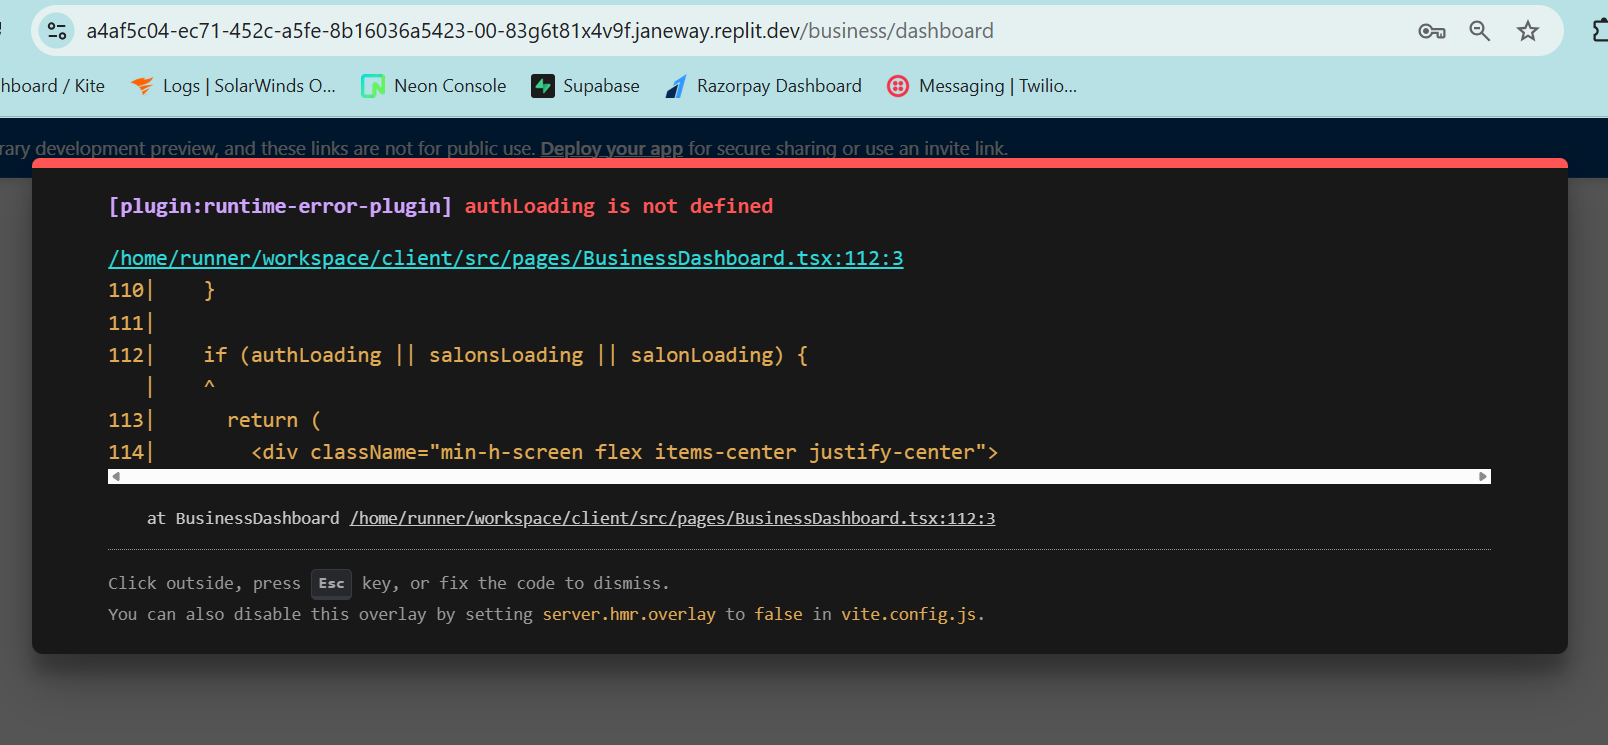 a4af5c04-ec71-452c-a5fe-8b16036a5423-00-83g6t81x4v9f.janeway.replit.dev/business/dashboard
hboard / Kite Logs | SolarWinds O... Neon Console Supabase Razorpay Dashboard Messaging | Twilio...
rary development preview, and these links are not for public use. Deploy your app for secure sharing or use an invite link.
[plugin:runtime-error-plugin] authLoading is not defined
/home/runner/workspace/client/src/pages/BusinessDashboard.tsx:112:3
110|    }
111|
112|    if (authLoading || salonsLoading || salonLoading) {
   |    ^
113|      return (
114|        <div className="min-h-screen flex items-center justify-center">
at BusinessDashboard /home/runner/workspace/client/src/pages/BusinessDashboard.tsx:112:3
Click outside, press Esc key, or fix the code to dismiss.
You can also disable this overlay by setting server.hmr.overlay to false in vite.config.js.